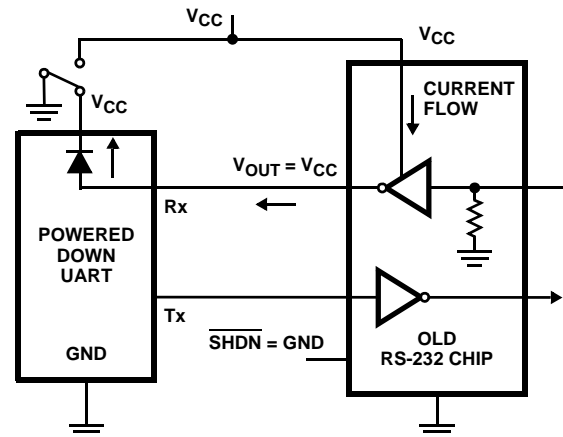 VCC
VCC
VCC
CURRENT
FLOW
VOUT = VCC
Rx
POWERED
DOWN
UART
Tx
GND
SHDN = GND
OLD
RS-232 CHIP